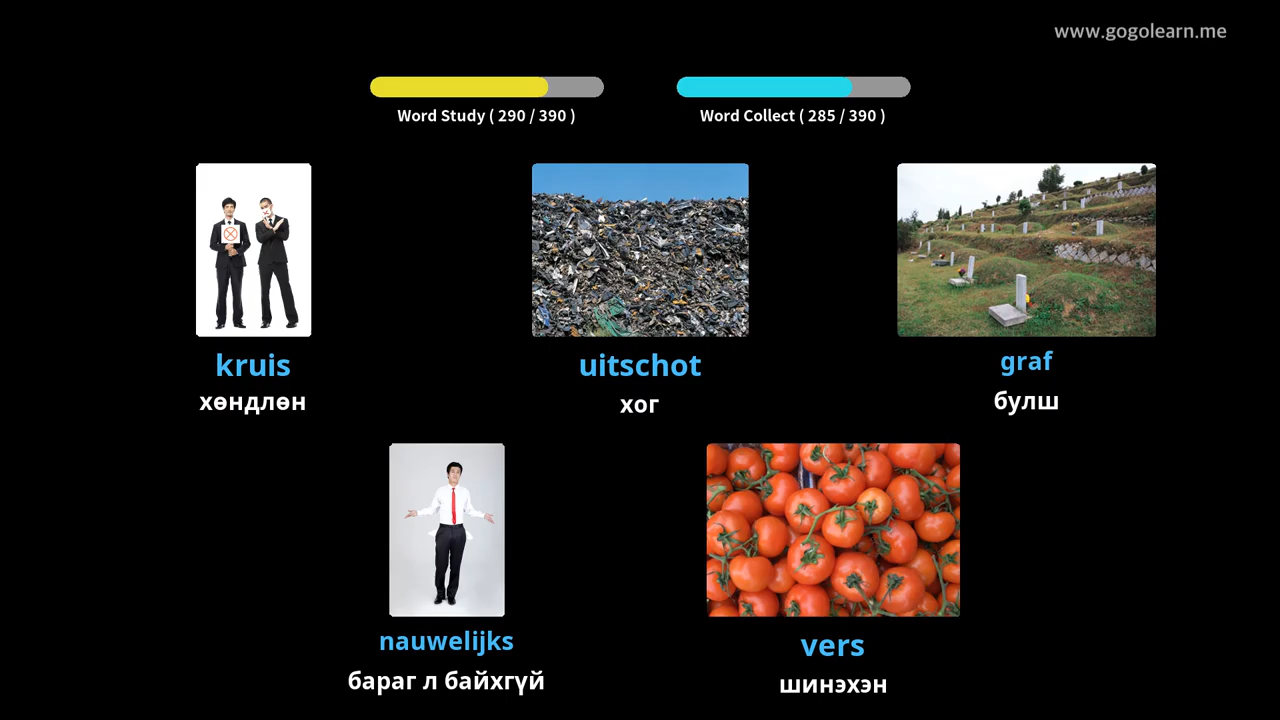 www.gogolearn.me
Word Study ( 290 / 390 )
Word Collect ( 285 / 390 )
kruis
хөндлөн
uitschot
хог
graf
булш
nauwelijks
бараг л байхгүй
vers
шинэхэн